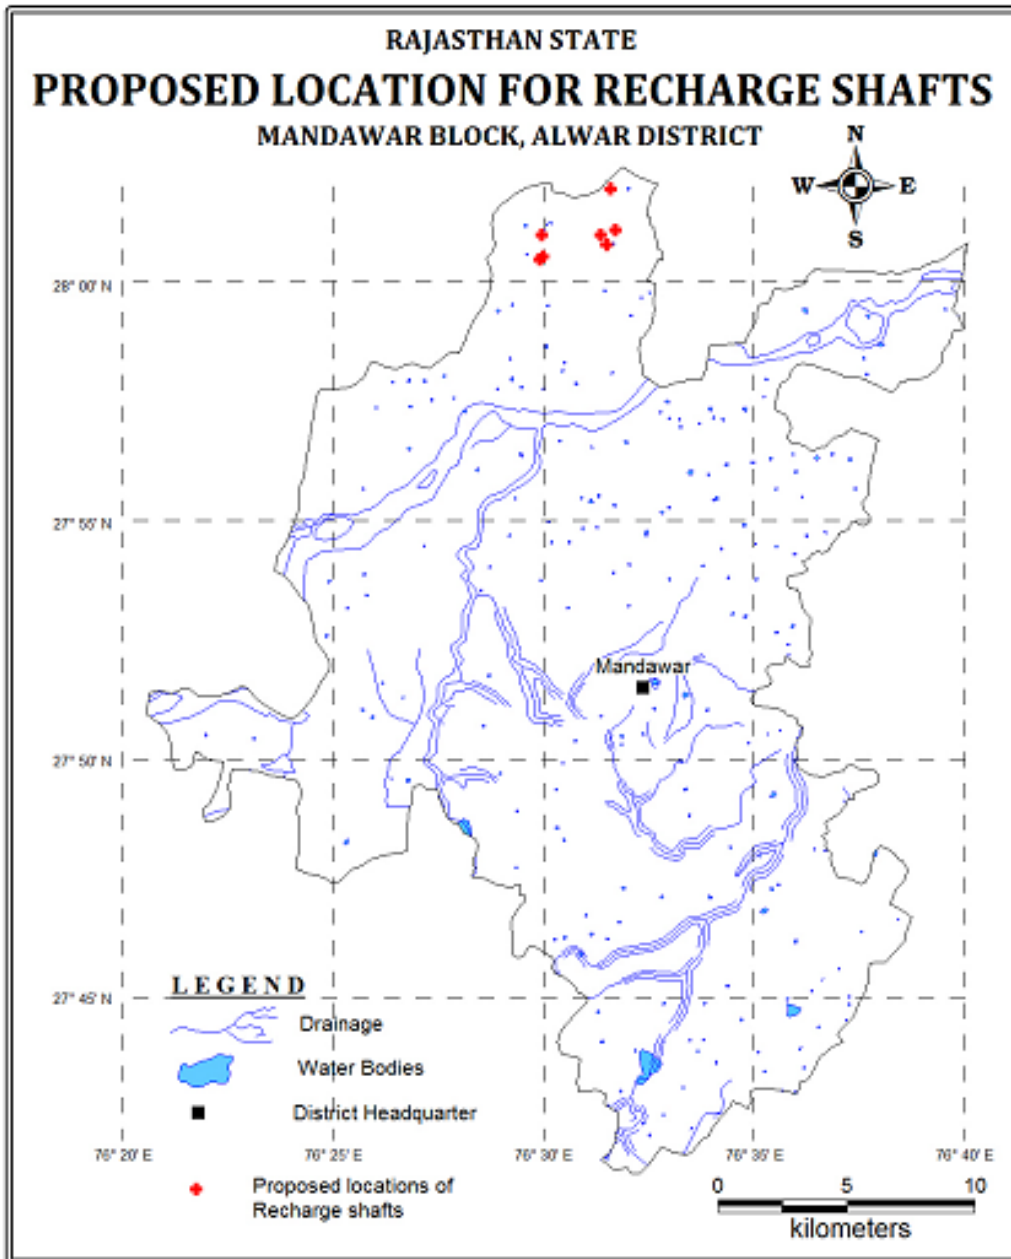 RAJASTHAN STATE
PROPOSED LOCATION FOR RECHARGE SHAFTS
MANDAWAR BLOCK, ALWAR DISTRICT
N
W E
S
28° 00' N
27° 55' N
Mandawar
27° 50' N
27° 45' N
LEGEND
Drainage
Water Bodies
District Headquarter
76° 20' E 76° 25' E 76° 30' E 76° 35' E 76° 40' E
Proposed locations of
Recharge shafts
0 5 10
kilometers